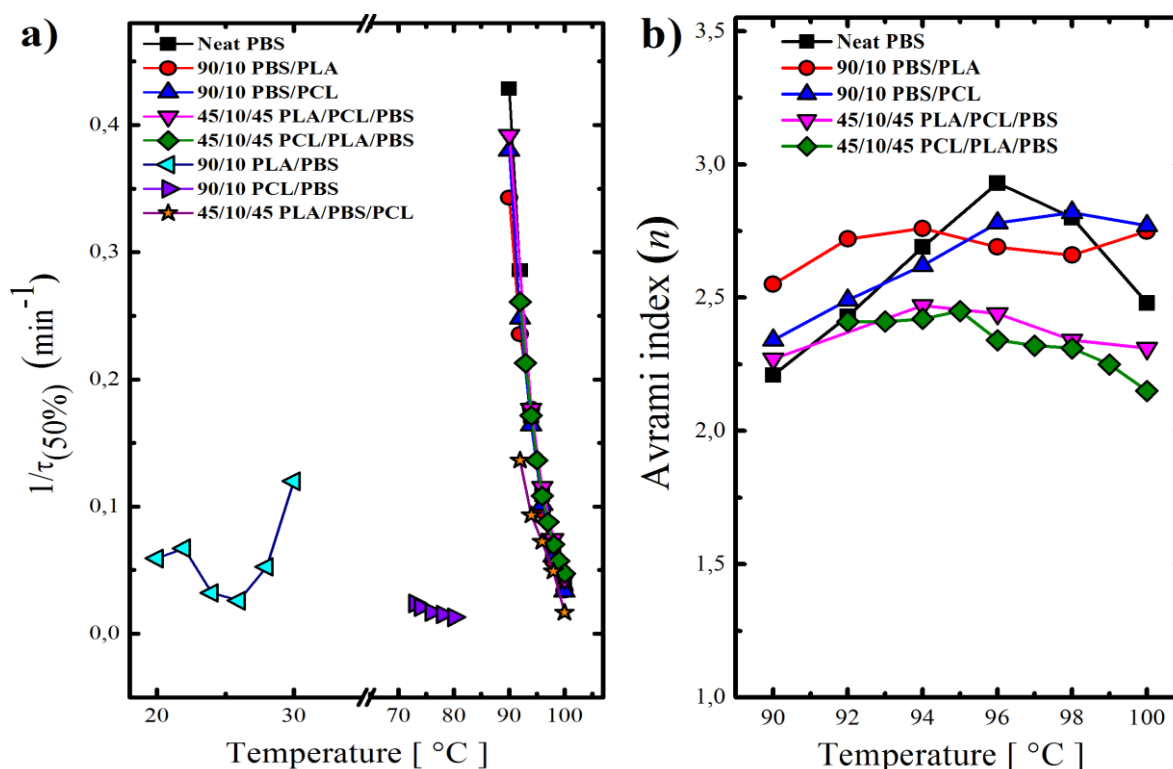 a)
Neat PBS
90/10 PBS/PLA
90/10 PBS/PCL
45/10/45 PLA/PCL/PBS
45/10/45 PCL/PLA/PBS
90/10 PLA/PBS
90/10 PCL/PBS
45/10/45 PLA/PBS/PCL
1/τ(50%) (min-1)
0,4
0,3
0,2
0,1
0,0
20
30
70
80
90
100
Temperature [ °C ]
b)
Neat PBS
90/10 PBS/PLA
90/10 PBS/PCL
45/10/45 PLA/PCL/PBS
45/10/45 PCL/PLA/PBS
Avrami index (n)
3,5
3,0
2,5
2,0
1,5
1,0
90
92
94
96
98
100
Temperature [ °C ]